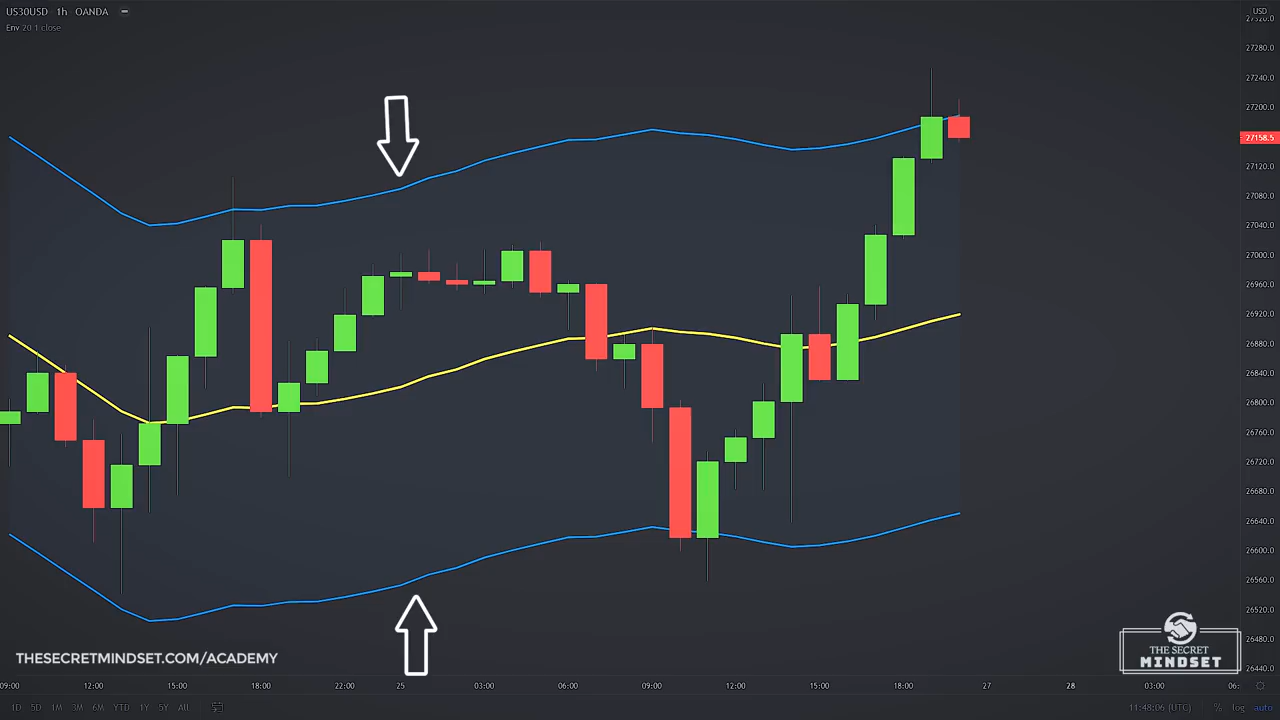 US30USD 1h OANDA
Env 20 1 close
USD
27320.0
27280.0
27240.0
27200.0
27158.5
27120.0
27080.0
27040.0
27000.0
26960.0
26920.0
26880.0
26840.0
26800.0
26760.0
26720.0
26680.0
26640.0
26600.0
26560.0
26520.0
26480.0
26440.0
THESECRETMINDSET.COM/ACADEMY
THE SECRET
MINDSET
09:00 12:00 15:00 18:00 22:00 25 03:00 06:00 09:00 12:00 15:00 18:00 27 28 03:00 06:
1D 5D 1M 3M 6M YTD 1Y 5Y All 11:48:06 (UTC) % log auto